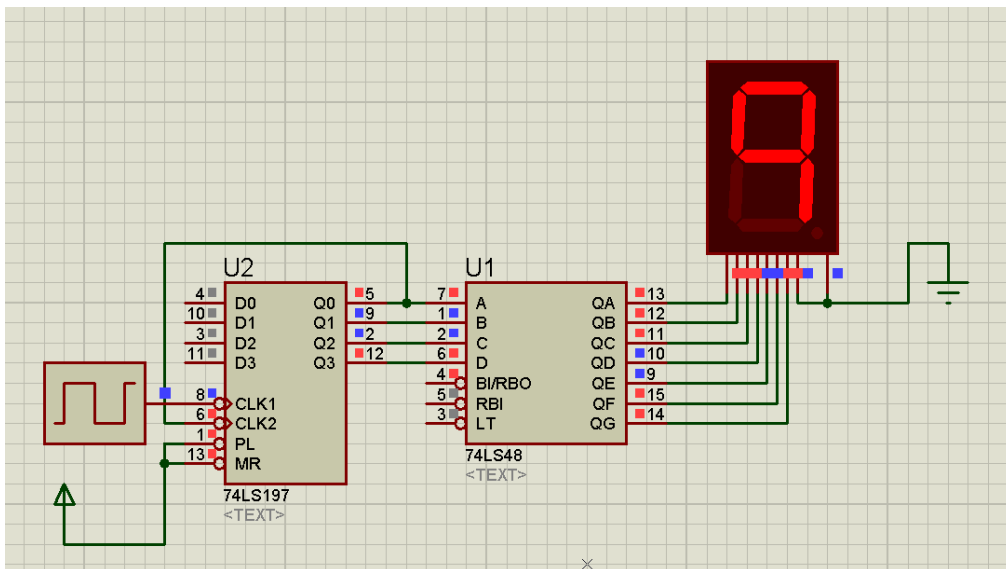 U2
4 D0 Q0 5
10 D1 Q1 9
3 D2 Q2 2
11 D3 Q3 12
8 CLK1
6 CLK2
1 PL
13 MR
74LS197
<TEXT>
U1
7 A QA 13
1 B QB 12
2 C QC 11
6 D QD 10
4 BI/RBO QE 9
5 RBI QF 15
3 LT QG 14
74LS48
<TEXT>
9